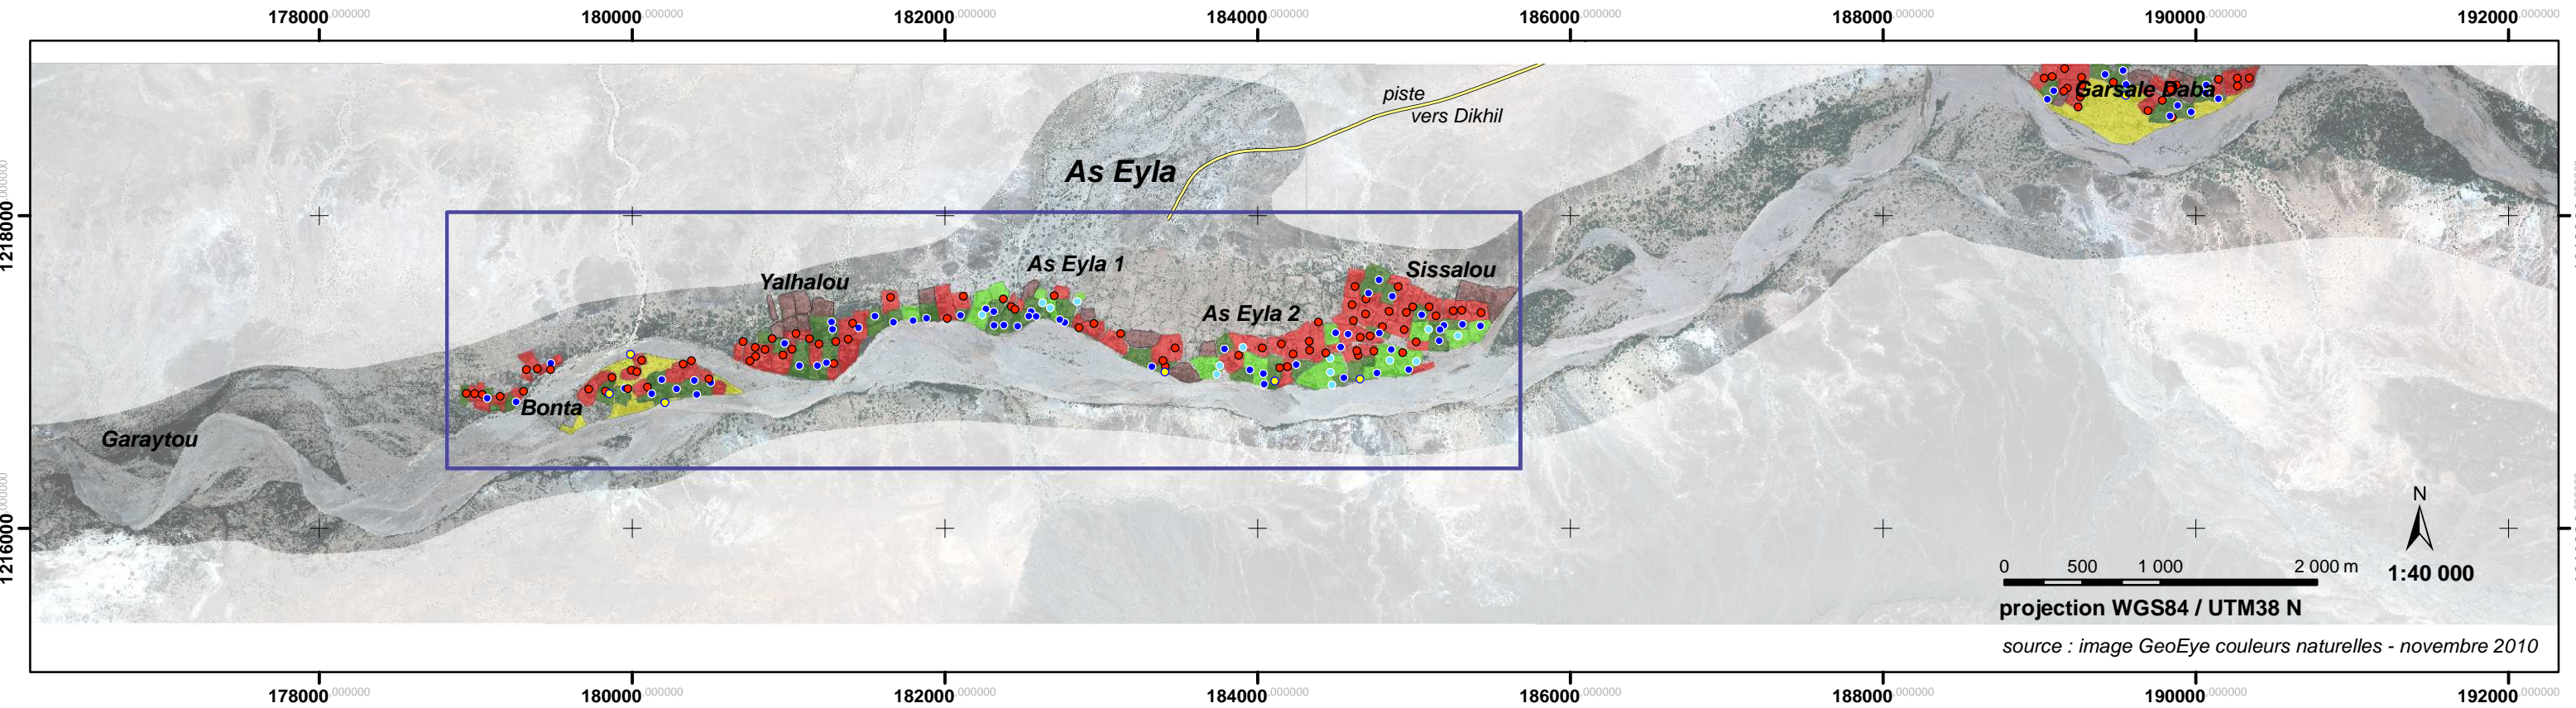 178000,000000 180000,000000 182000,000000 184000,000000 186000,000000 188000,000000 190000,000000 192000,000000
piste
vers Dikhil
Garsale Daba
As Eyla
1218000,000000
As Eyla 1
Yalhalou
Sissalou
As Eyla 2
Bonta
Garaytou
1216000,000000
N
0 500 1 000 2 000 m
1:40 000
projection WGS84 / UTM38 N
source : image GeoEye couleurs naturelles - novembre 2010
178000,000000 180000,000000 182000,000000 184000,000000 186000,000000 188000,000000 190000,000000 192000,000000